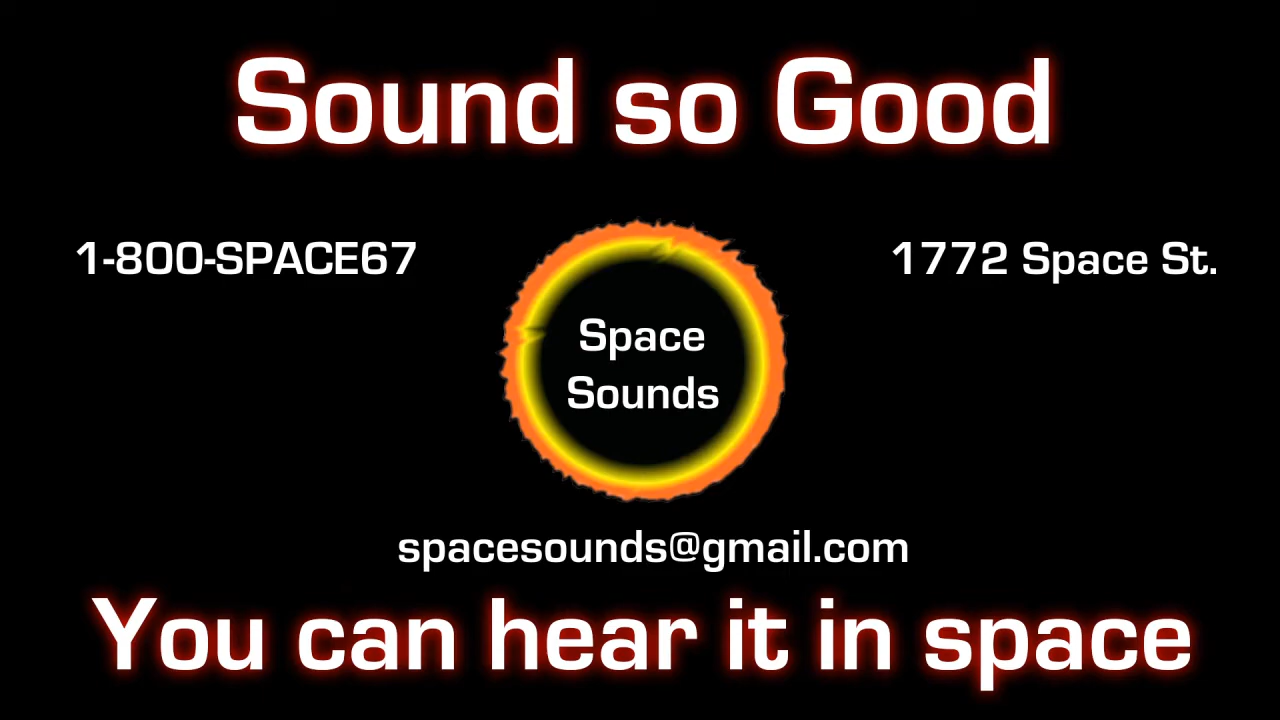 Sound so Good
1-800-SPACE67
1772 Space St.
Space
Sounds
spacesounds@gmail.com
You can hear it in space